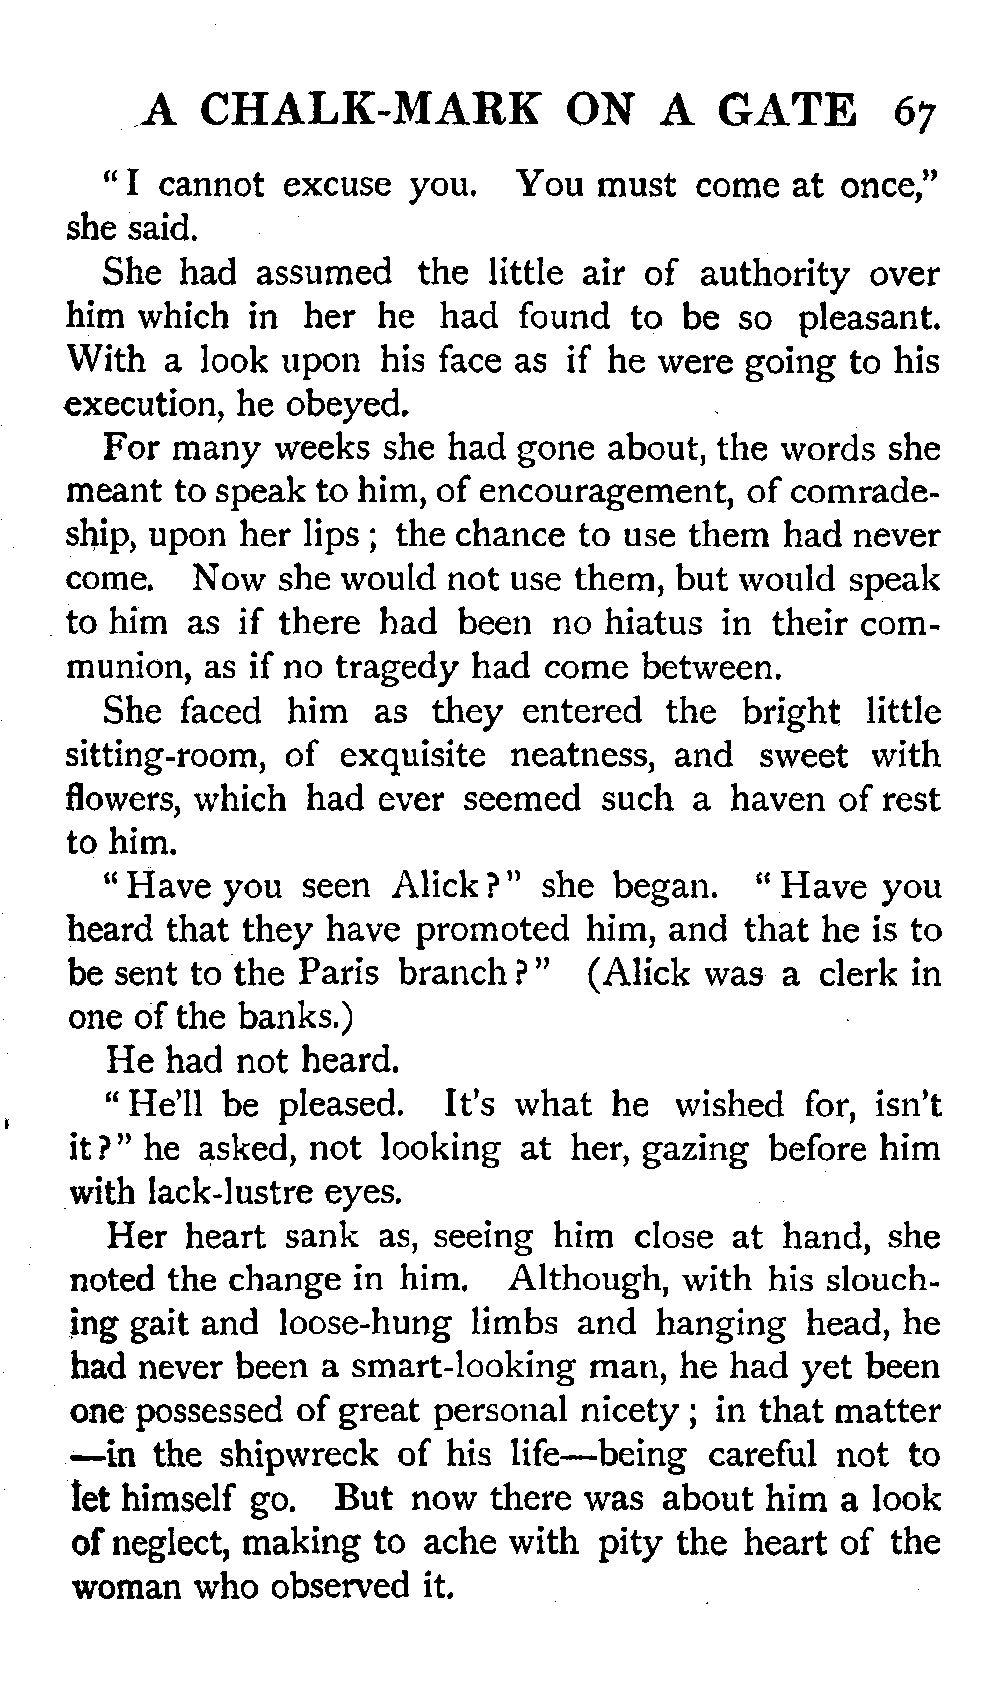 A CHALK-MARK ON A GATE 67
"I cannot excuse you. You must come at once,"
she said.
She had assumed the little air of authority over
him which in her he had found to be so pleasant.
With a look upon his face as if he were going to his
execution, he obeyed.
For many weeks she had gone about, the words she
meant to speak to him, of encouragement, of comrade-
ship, upon her lips; the chance to use them had never
come. Now she would not use them, but would speak
to him as if there had been no hiatus in their com-
munion, as if no tragedy had come between.
She faced him as they entered the bright little
sitting-room, of exquisite neatness, and sweet with
flowers, which had ever seemed such a haven of rest
to him.
"Have you seen Alick?" she began. "Have you
heard that they have promoted him, and that he is to
be sent to the Paris branch?" (Alick was a clerk in
one of the banks.)
He had not heard.
"He'll be pleased. It's what he wished for, isn't
it?" he asked, not looking at her, gazing before him
with lack-lustre eyes.
Her heart sank as, seeing him close at hand, she
noted the change in him. Although, with his slouch-
ing gait and loose-hung limbs and hanging head, he
had never been a smart-looking man, he had yet been
one possessed of great personal nicety; in that matter
—in the shipwreck of his life—being careful not to
let himself go. But now there was about him a look
of neglect, making to ache with pity the heart of the
woman who observed it.